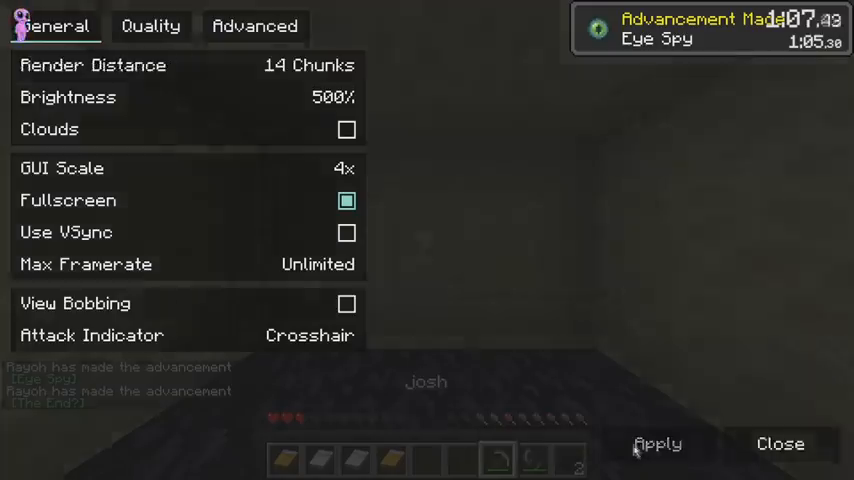 General Quality Advanced
Render Distance 14 Chunks
Brightness 500%
Clouds
GUI Scale 4x
Fullscreen
Use VSync
Max Framerate Unlimited
View Bobbing
Attack Indicator Crosshair
Advancement Made
1:07.43
Eye Spy
1:05.30
Rayoh has made the advancement
[Eye Spy]
Rayoh has made the advancement
[The End?]
josh
2
Apply Close